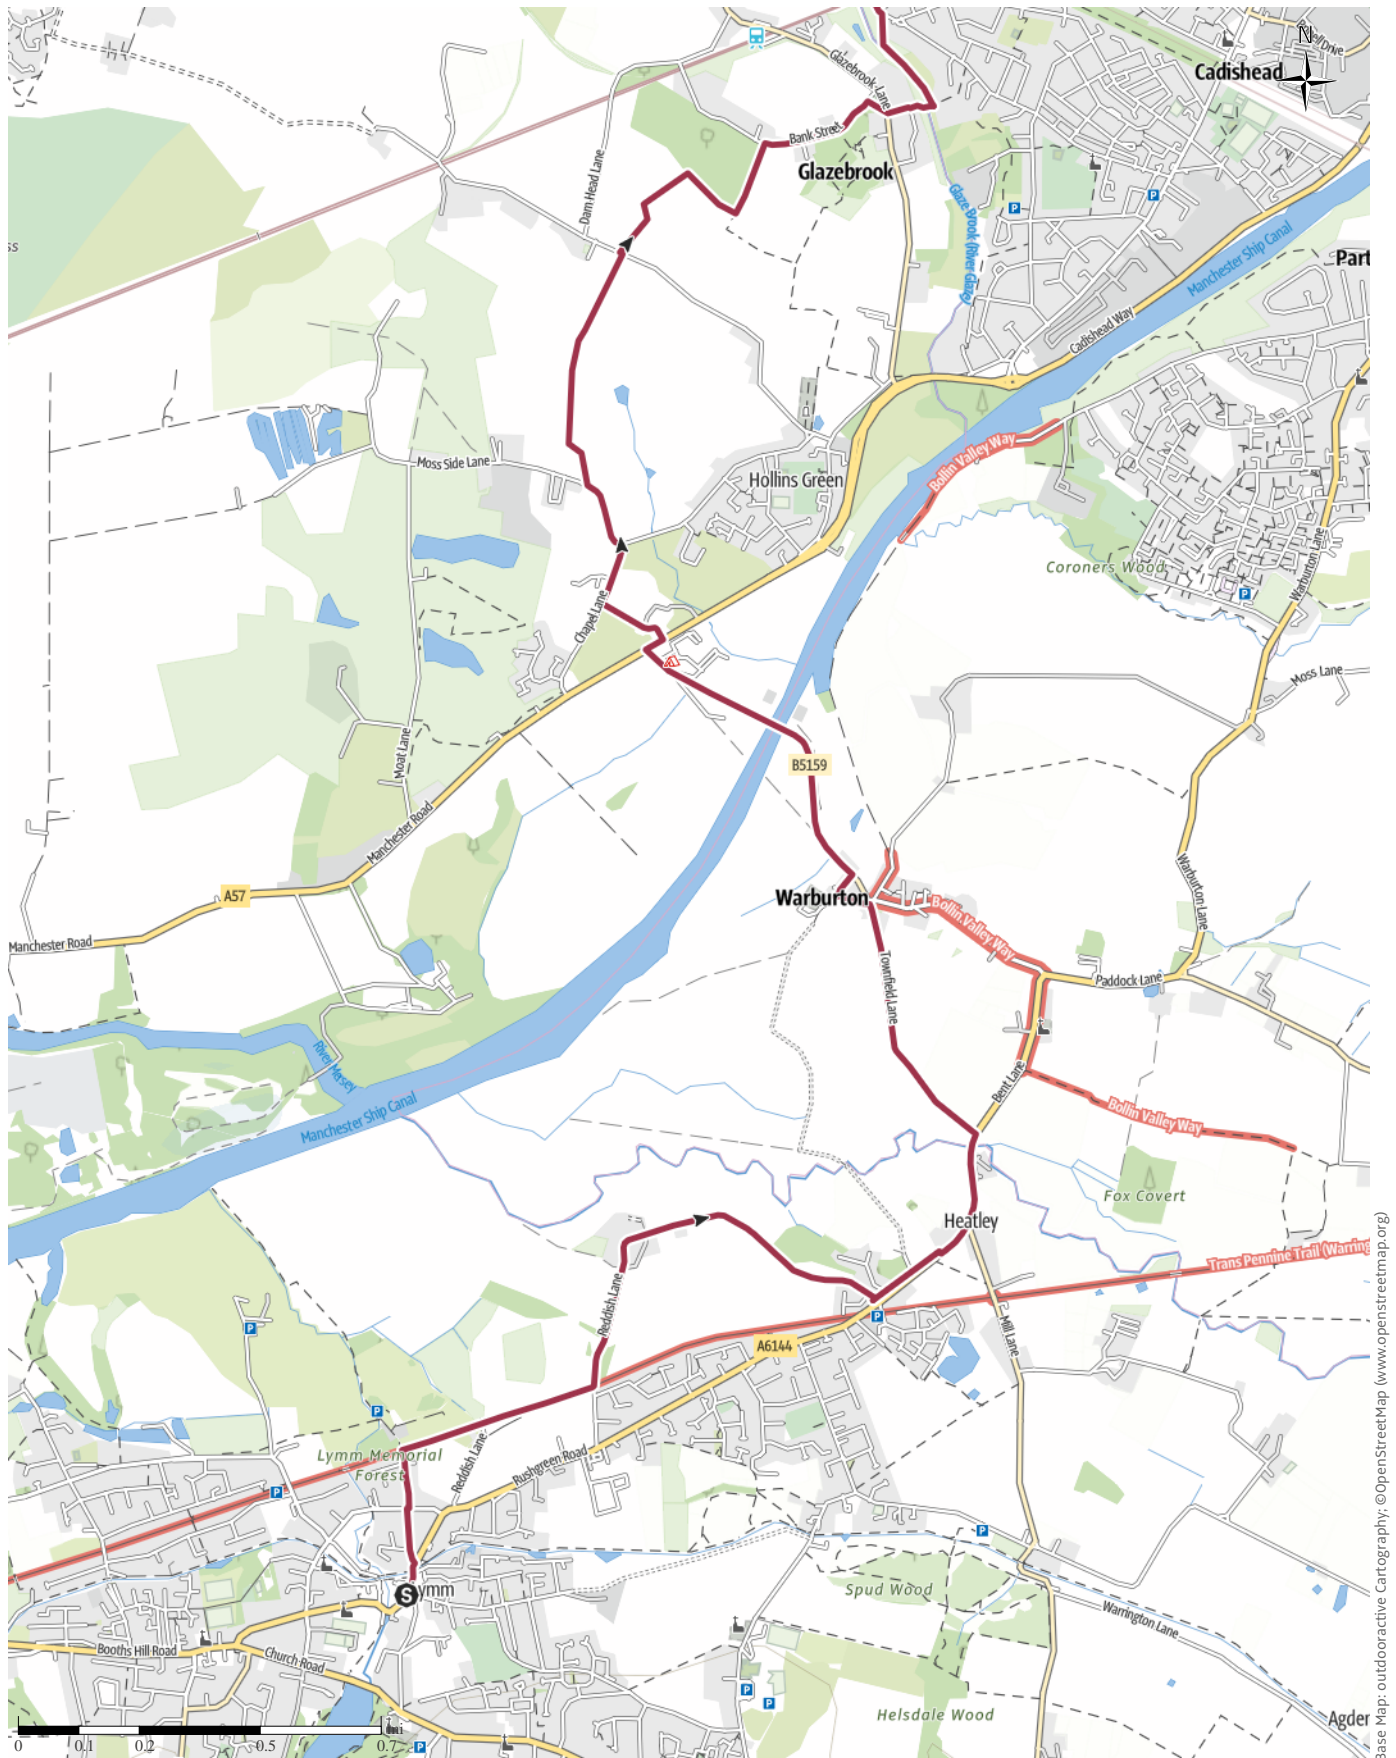 N
Cadishead
Glazebrook Lane
Bank Street
Glazebrook
Dam Head Lane
P
P
Glaze Brook (River Glaze)
Manchester Ship Canal
Part
ss
Cadishead Way
Moss Side Lane
Hollins Green
Bollin Valley Way
Coroners Wood
P
Warburton Lane
Chapel Lane
Moss Lane
Moat Lane
B5159
Manchester Road
A57
Manchester Road
Warburton
Bollin Valley Way
Warburton Lane
Townfield Lane
Paddock Lane
River Mersey
Bent Lane
Manchester Ship Canal
Bollin Valley Way
Fox Covert
Heatley
Trans Pennine Trail (Warring
Reddish Lane
P
P
A6144
Mill Lane
P
Lymm Memorial
Forest
Reddish Lane
Rushgreen Road
P
P
S
ymm
Spud Wood
Warrington Lane
Booths Hill Road
Church Road
P
P
Helsdale Wood
Agder
P
0 0.1 0.2 0.5 0.7 mi
ase Map: outdooractive Cartography; ©OpenStreetMap (www.openstreetmap.org)